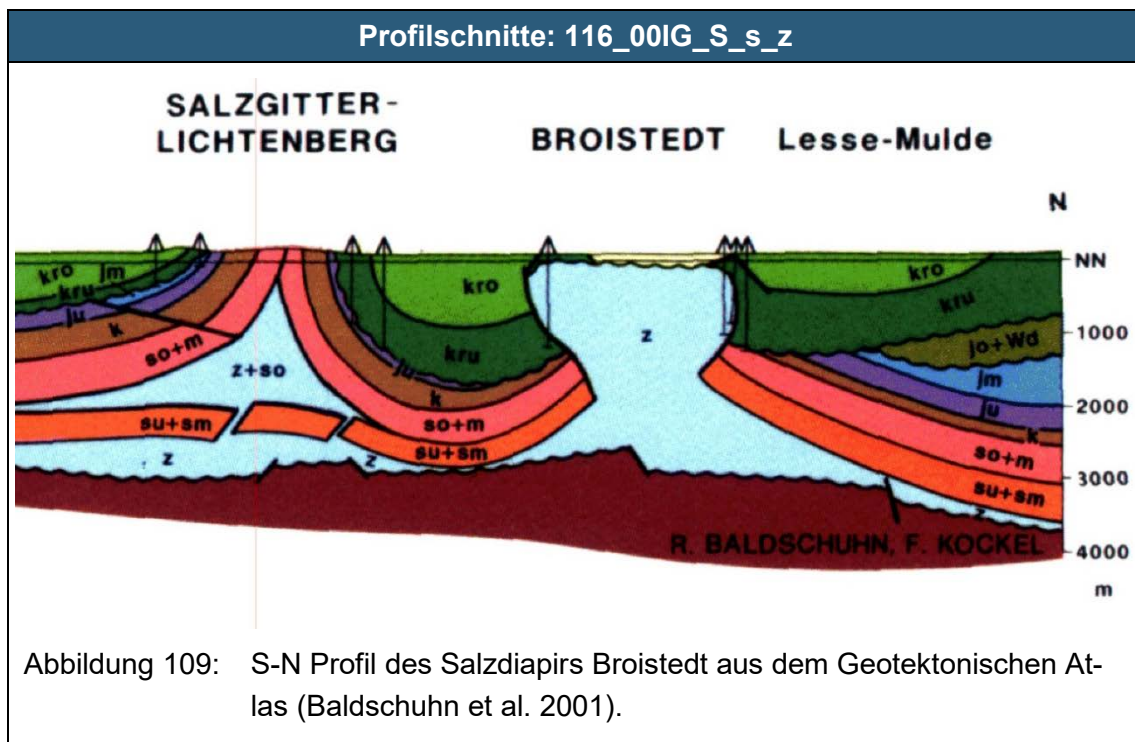 Profilschnitte: 116_00IG_S_s_z
SALZGITTER-
LICHTENBERG
BROISTEDT
Lesse-Mulde
N
NN
1000
2000
3000
4000
m
kro
jm
kru
ju
k
so+m
z+so
su+sm
z
kro
kru
ju
k
so+m
su+sm
z
z
kro
kru
jo+Wd
jm
ju
k
so+m
su+sm
z
R. BALDSCHUHN, F. KOCKEL
Abbildung 109: S-N Profil des Salzdiapirs Broistedt aus dem Geotektonischen At-
las (Baldschuhn et al. 2001).